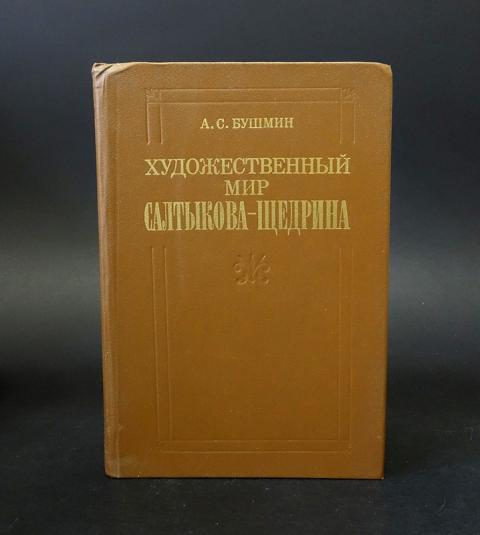 А. С. БУШМИН
ХУДОЖЕСТВЕННЫЙ
МИР
САЛТЫКОВА-ЩЕДРИНА